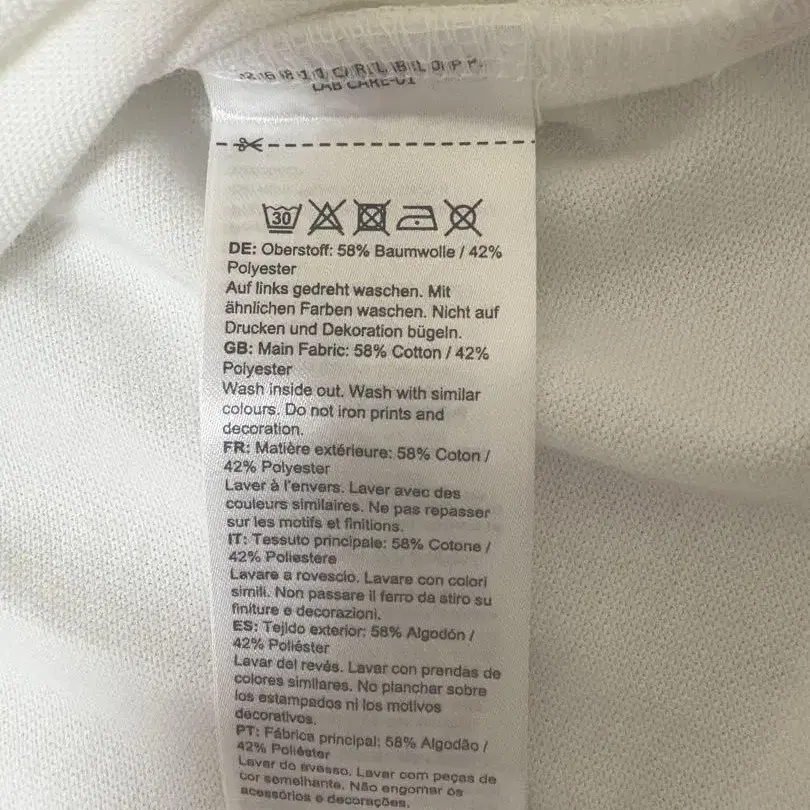 LAB CARE-01
30
DE: Oberstoff: 58% Baumwolle / 42%
Polyester
Auf links gedreht waschen. Mit
ähnlichen Farben waschen. Nicht auf
Drucken und Dekoration bügeln.
GB: Main Fabric: 58% Cotton / 42%
Polyester
Wash inside out. Wash with similar
colours. Do not iron prints and
decoration.
FR: Matière extérieure: 58% Coton /
42% Polyester
Laver à l'envers. Laver avec des
couleurs similaires. Ne pas repasser
sur les motifs et finitions.
IT: Tessuto principale: 58% Cotone /
42% Poliestere
Lavare a rovescio. Lavare con colori
simili. Non passare il ferro da stiro su
finiture e decorazioni.
ES: Tejido exterior: 58% Algodón /
42% Poliéster
Lavar del revés. Lavar con prendas de
colores similares. No planchar sobre
los estampados ni los motivos
decorativos.
PT: Fábrica principal: 58% Algodão /
42% Poliéster
Lavar do avesso. Lavar com peças de
cor semelhante. Não engomar os
acessórios e decorações.